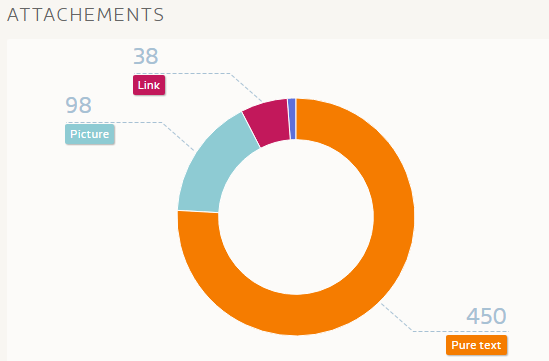 ATTACHEMENTS
38
Link
98
Picture
450
Pure text